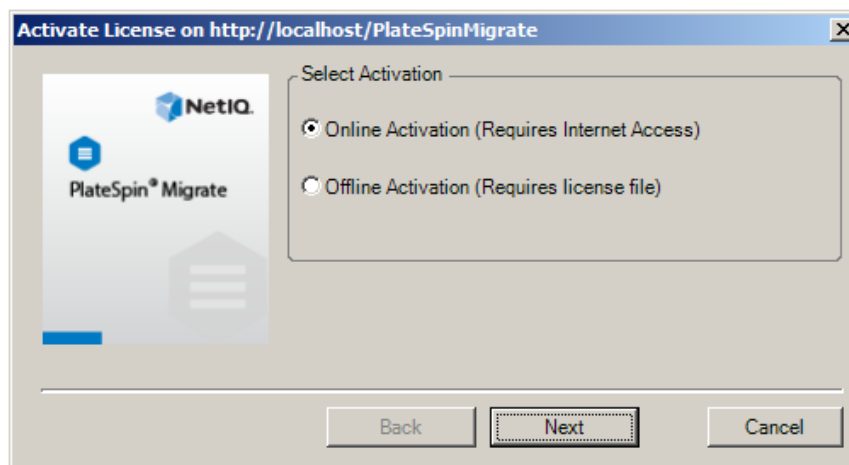 Activate License on http://localhost/PlateSpinMigrate
NetIQ.
PlateSpin® Migrate
Select Activation
Online Activation (Requires Internet Access)
Offline Activation (Requires license file)
Back
Next
Cancel